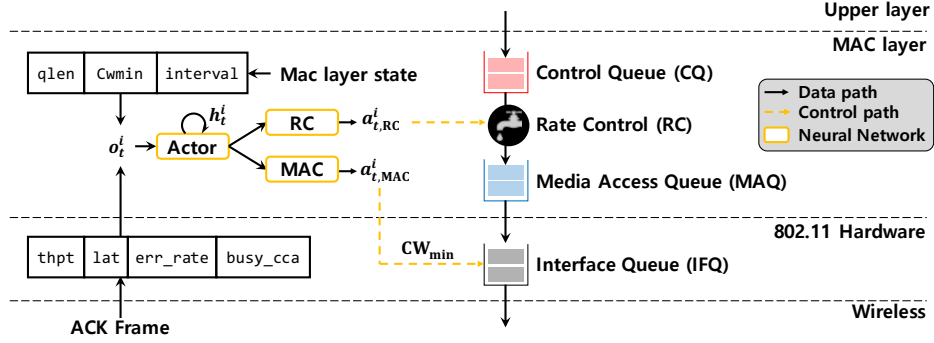 Upper layer
MAC layer
qlen Cwmin interval
Mac layer state
Control Queue (CQ)
Data path
Control path
Neural Network
h_t^i
RC
a_{t,RC}^i
Rate Control (RC)
o_t^i
Actor
MAC
a_{t,MAC}^i
Media Access Queue (MAQ)
802.11 Hardware
thpt lat err_rate busy_cca
CW_min
Interface Queue (IFQ)
Wireless
ACK Frame